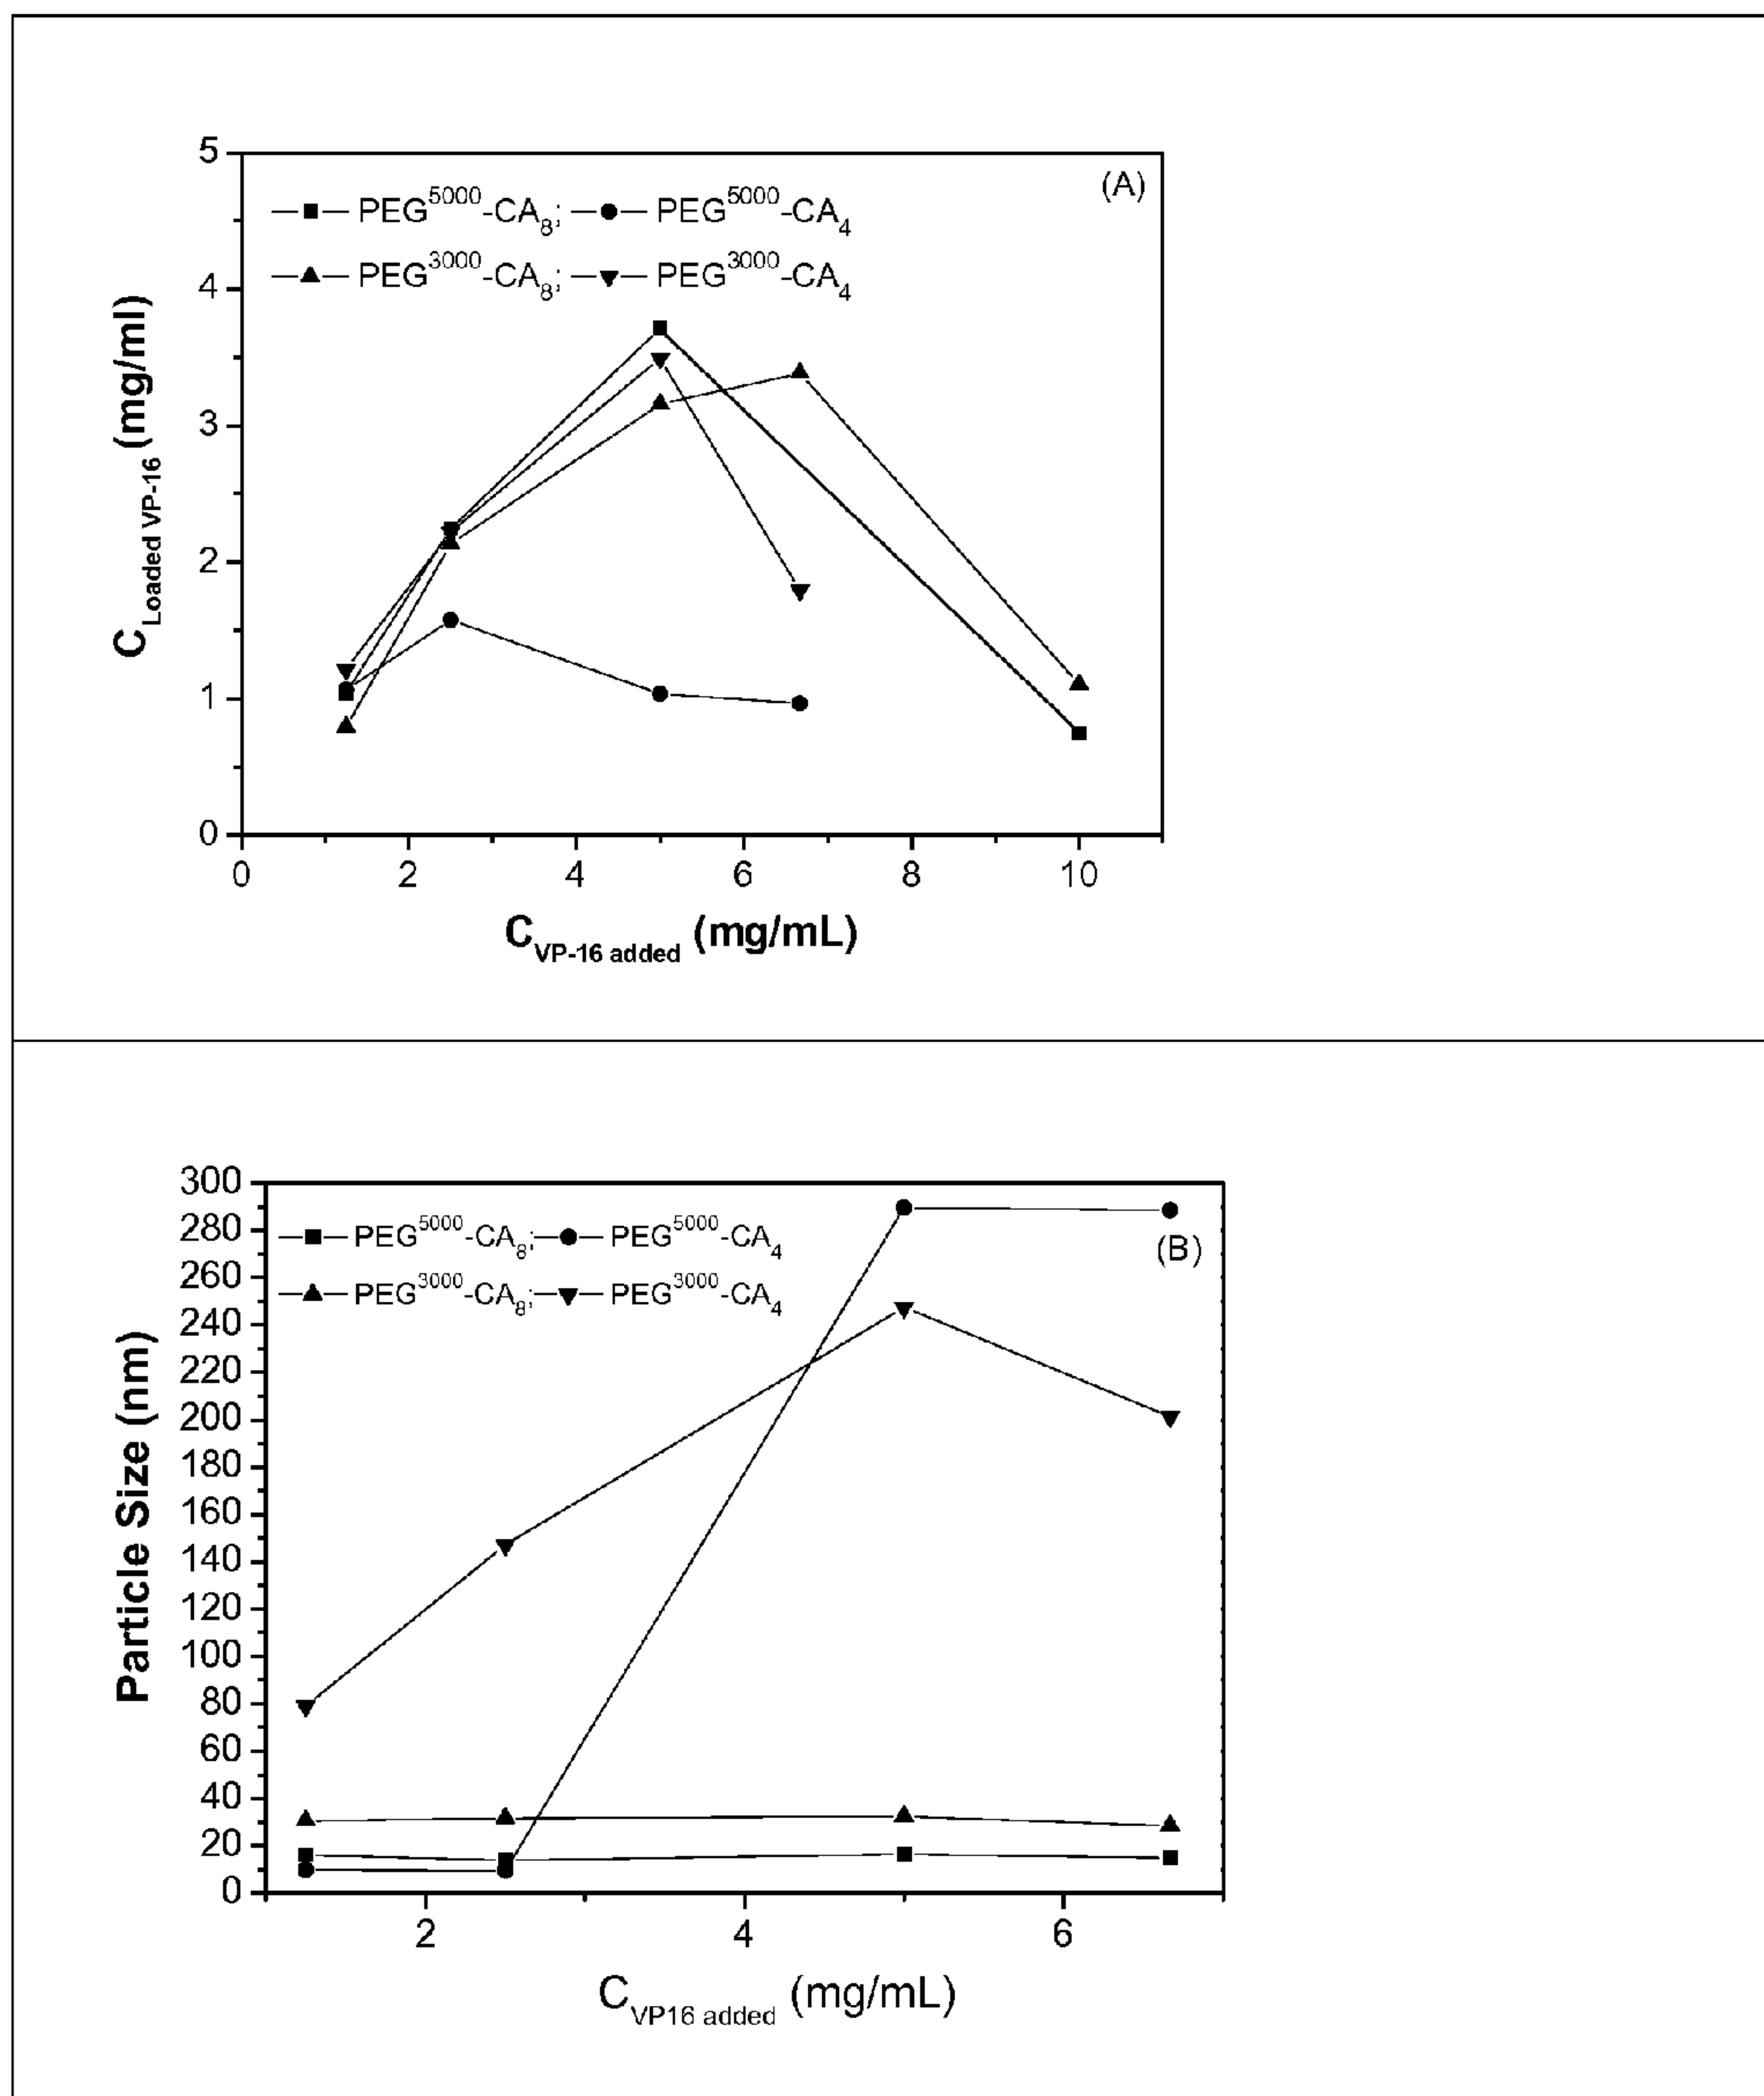 (A)
PEG5000-CA8; PEG5000-CA4
PEG3000-CA8; PEG3000-CA4
5
4
3
2
1
0
C Loaded VP-16 (mg/ml)
0 2 4 6 8 10
C VP-16 added (mg/mL)
300
280
260
240
220
200
180
160
140
120
100
80
60
40
20
0
PEG5000-CA8; PEG5000-CA4
(B)
PEG3000-CA8; PEG3000-CA4
Particle Size (nm)
2 4 6
C VP16 added (mg/mL)